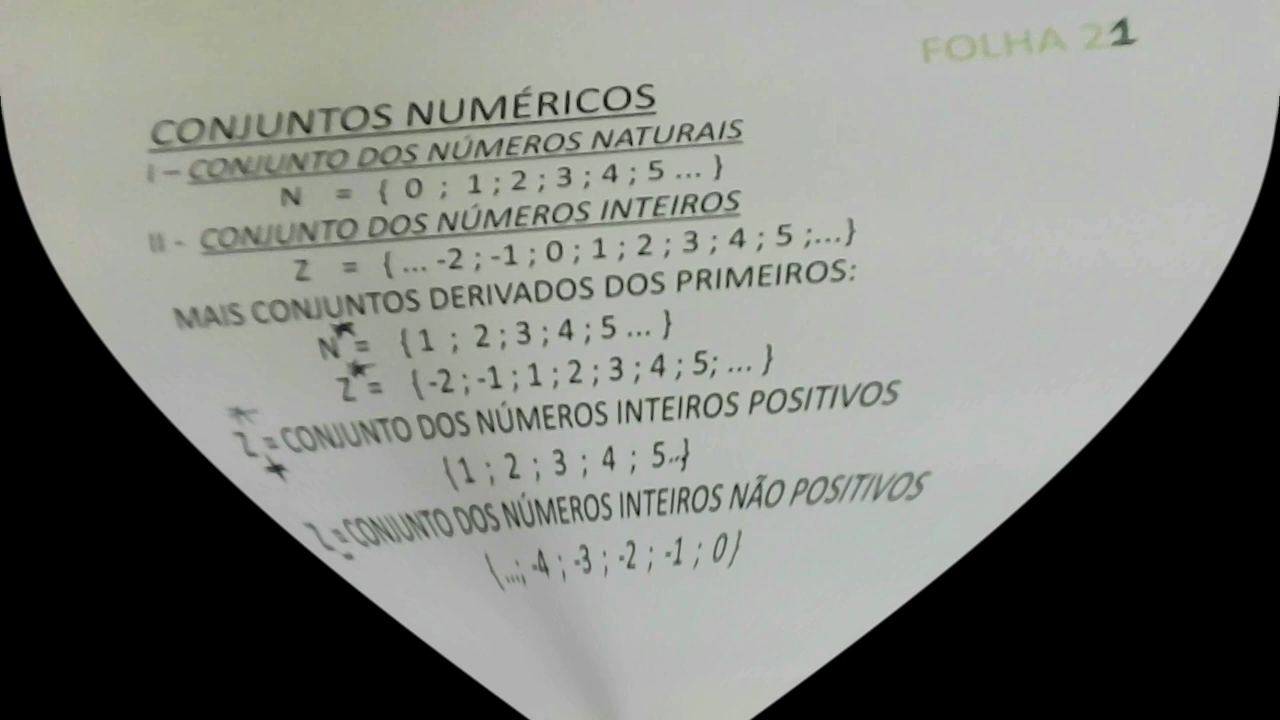 FOLHA 21
CONJUNTOS NUMÉRICOS
I – CONJUNTO DOS NÚMEROS NATURAIS
N = { 0 ; 1 ; 2 ; 3 ; 4 ; 5 ... }
II - CONJUNTO DOS NÚMEROS INTEIROS
Z = { ... -2 ; -1 ; 0 ; 1 ; 2 ; 3 ; 4 ; 5 ;...}
MAIS CONJUNTOS DERIVADOS DOS PRIMEIROS:
N* = {1 ; 2 ; 3 ; 4 ; 5 ... }
Z* = {-2 ; -1 ; 1 ; 2 ; 3 ; 4 ; 5; ... }
Z*+ = CONJUNTO DOS NÚMEROS INTEIROS POSITIVOS
{1 ; 2 ; 3 ; 4 ; 5...}
Z- = CONJUNTO DOS NÚMEROS INTEIROS NÃO POSITIVOS
{...; -4 ; -3 ; -2 ; -1 ; 0}